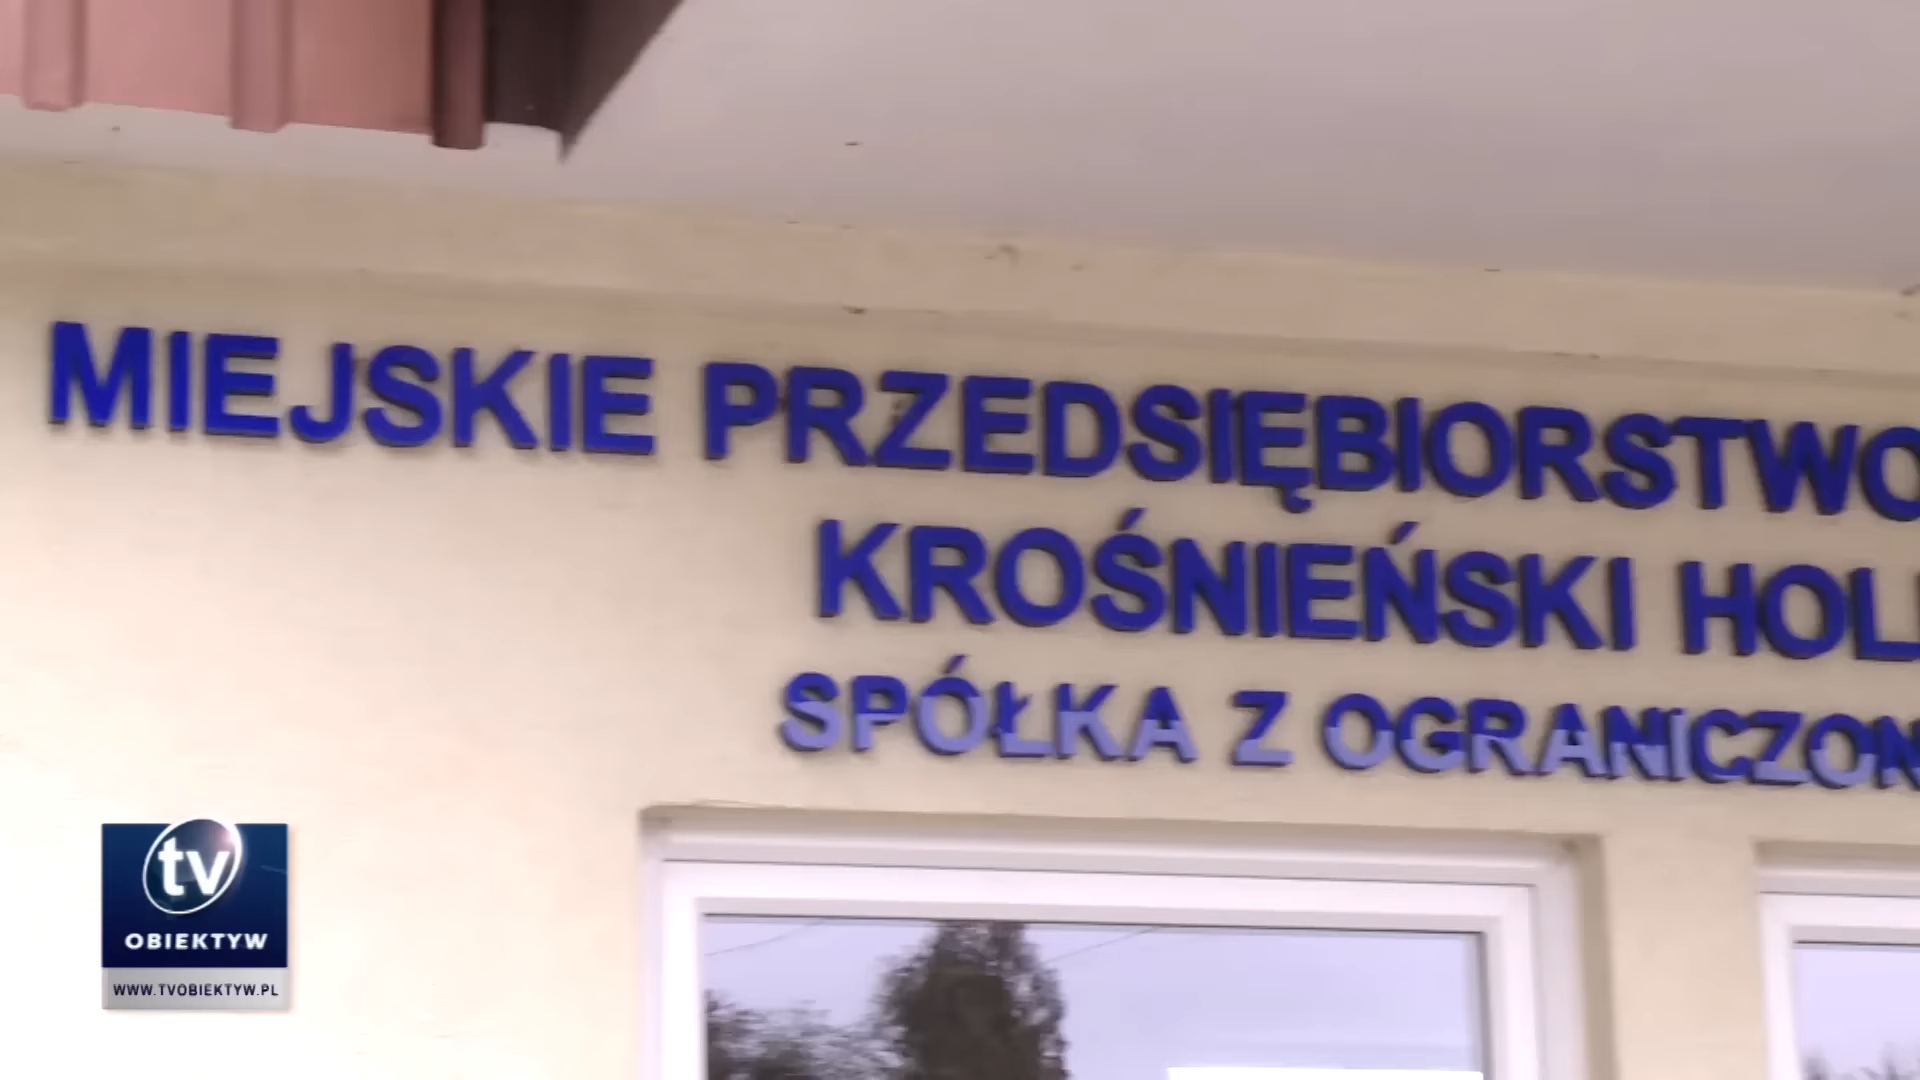 MIEJSKIE PRZEDSIĘBIORSTWO
KROŚNIEŃSKI HOL
SPÓŁKA Z OGRANICZON
tv
OBIEKTYW
WWW.TVOBIEKTYW.PL